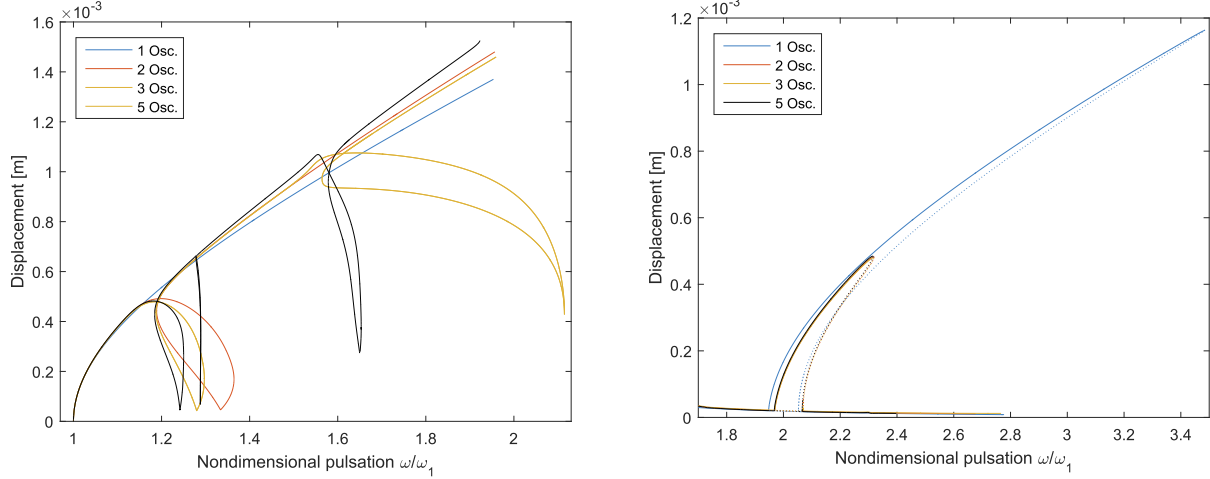 ×10⁻³
1.6
1.4
1.2
1
0.8
0.6
0.4
0.2
0
Displacement [m]
1 Osc.
2 Osc.
3 Osc.
5 Osc.
1
1.2
1.4
1.6
1.8
2
Nondimensional pulsation ω/ω₁
×10⁻³
1.2
1
0.8
0.6
0.4
0.2
0
Displacement [m]
1 Osc.
2 Osc.
3 Osc.
5 Osc.
1.8
2
2.2
2.4
2.6
2.8
3
3.2
3.4
Nondimensional pulsation ω/ω₁